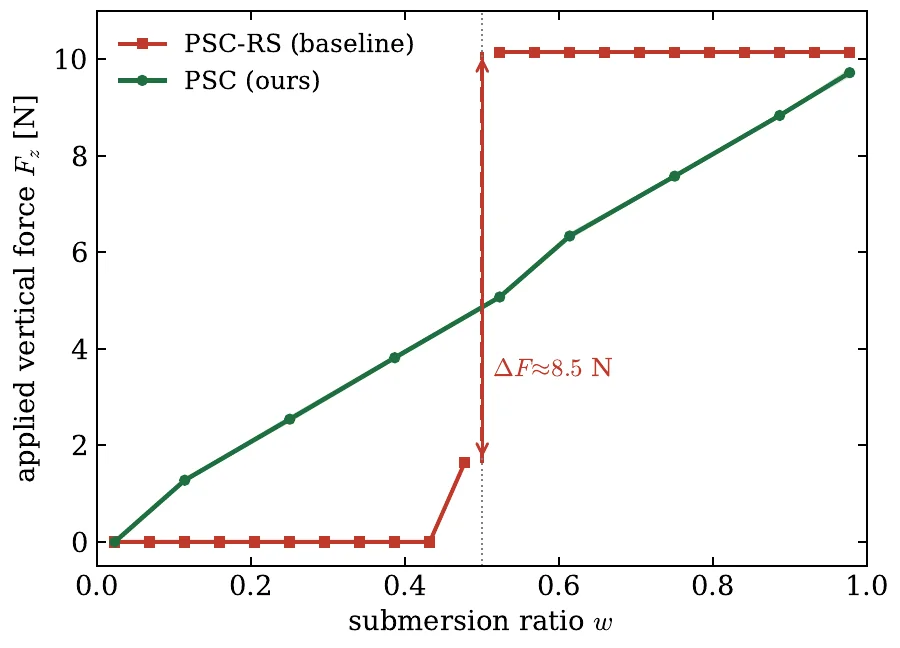 PSC-RS (baseline)
PSC (ours)
applied vertical force F_z [N]
10
8
6
4
2
0
ΔF≈8.5 N
0.0 0.2 0.4 0.6 0.8 1.0
submersion ratio w